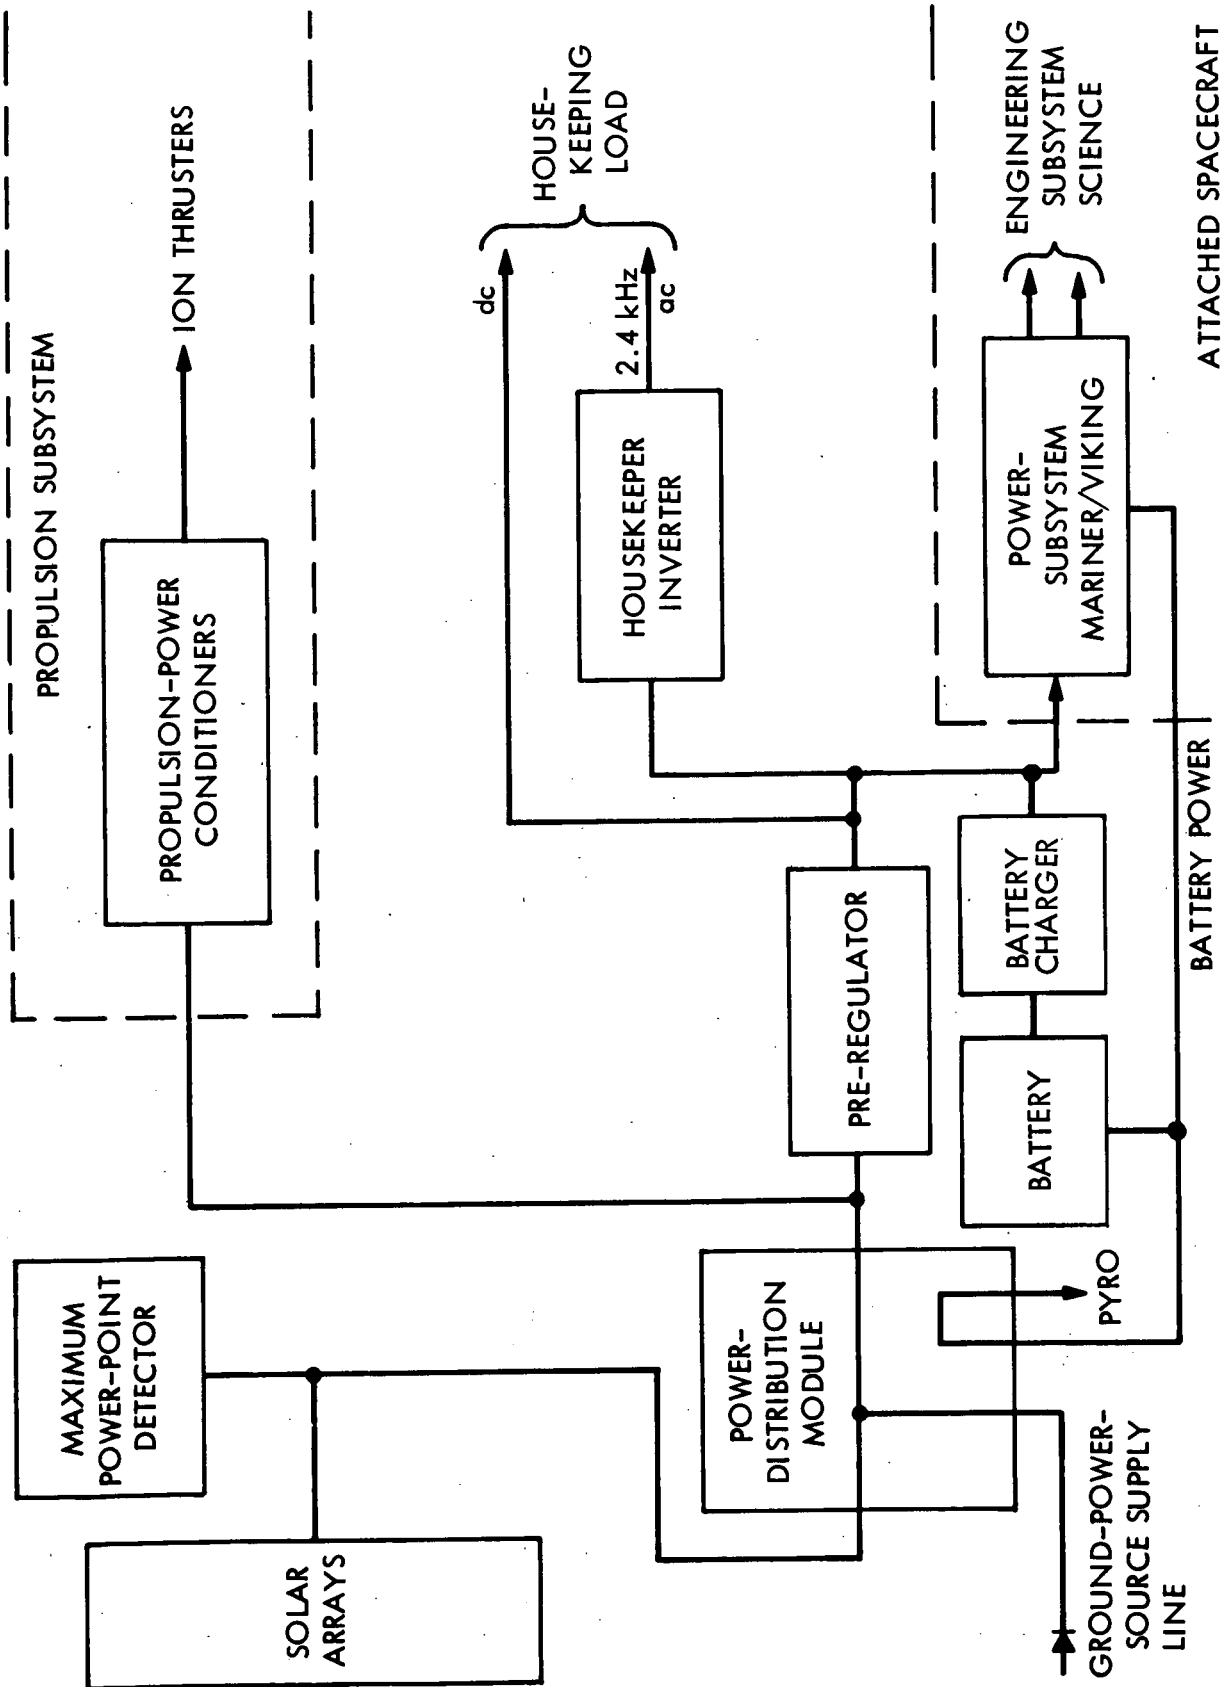 PROPULSION SUBSYSTEM
MAXIMUM
POWER-POINT
DETECTOR
PROPULSION-POWER
CONDITIONERS
ION THRUSTERS
SOLAR
ARRAYS
dc
HOUSE-
KEEPING
LOAD
HOUSEKEEPER
INVERTER
2.4 kHz
ac
POWER-
DISTRIBUTION
MODULE
PRE-REGULATOR
POWER-
SUBSYSTEM
MARINER/VIKING
ENGINEERING
SUBSYSTEM
SCIENCE
BATTERY
BATTERY
CHARGER
PYRO
GROUND-POWER-
SOURCE SUPPLY
LINE
BATTERY POWER
ATTACHED SPACECRAFT